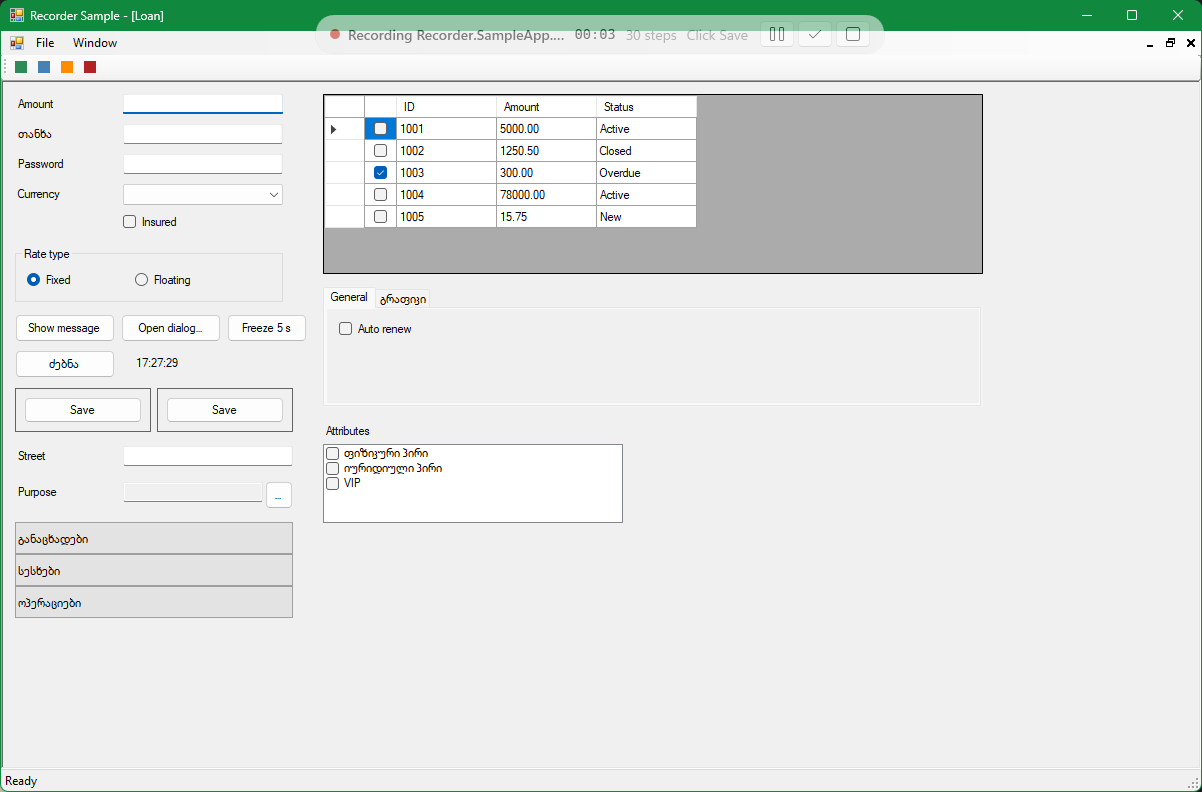 Recorder Sample - [Loan]
Recording Recorder.SampleApp.... 00:03 30 steps Click Save
File Window
Amount
თანხა
Password
Currency
Insured
Rate type
Fixed Floating
Show message Open dialog... Freeze 5 s
ძებნა 17:27:29
Save Save
Street
Purpose ...
განაცხადები
სესხები
ოპერაციები
ID Amount Status
1001 5000.00 Active
1002 1250.50 Closed
1003 300.00 Overdue
1004 78000.00 Active
1005 15.75 New
General გრაფიკი
Auto renew
Attributes
ფიზიკური პირი
იურიდიული პირი
VIP
Ready